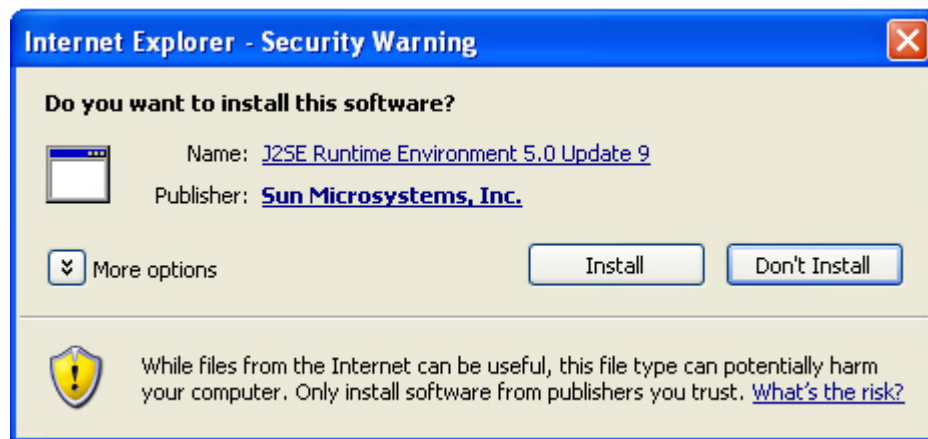 Internet Explorer - Security Warning
Do you want to install this software?
Name: J2SE Runtime Environment 5.0 Update 9
Publisher: Sun Microsystems, Inc.
More options
Install
Don't Install
While files from the Internet can be useful, this file type can potentially harm
your computer. Only install software from publishers you trust. What's the risk?